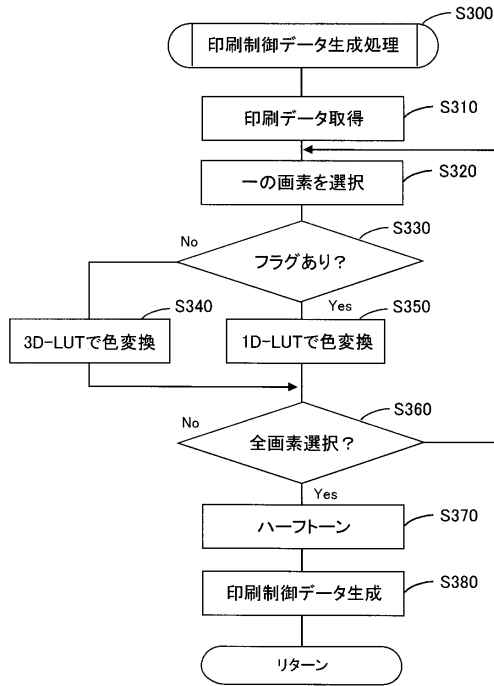 S300
印刷制御データ生成処理
S310
印刷データ取得
S320
一の画素を選択
S330
No
フラグあり？
Yes
S340
3D-LUTで色変換
S350
1D-LUTで色変換
S360
No
全画素選択？
Yes
S370
ハーフトーン
S380
印刷制御データ生成
リターン